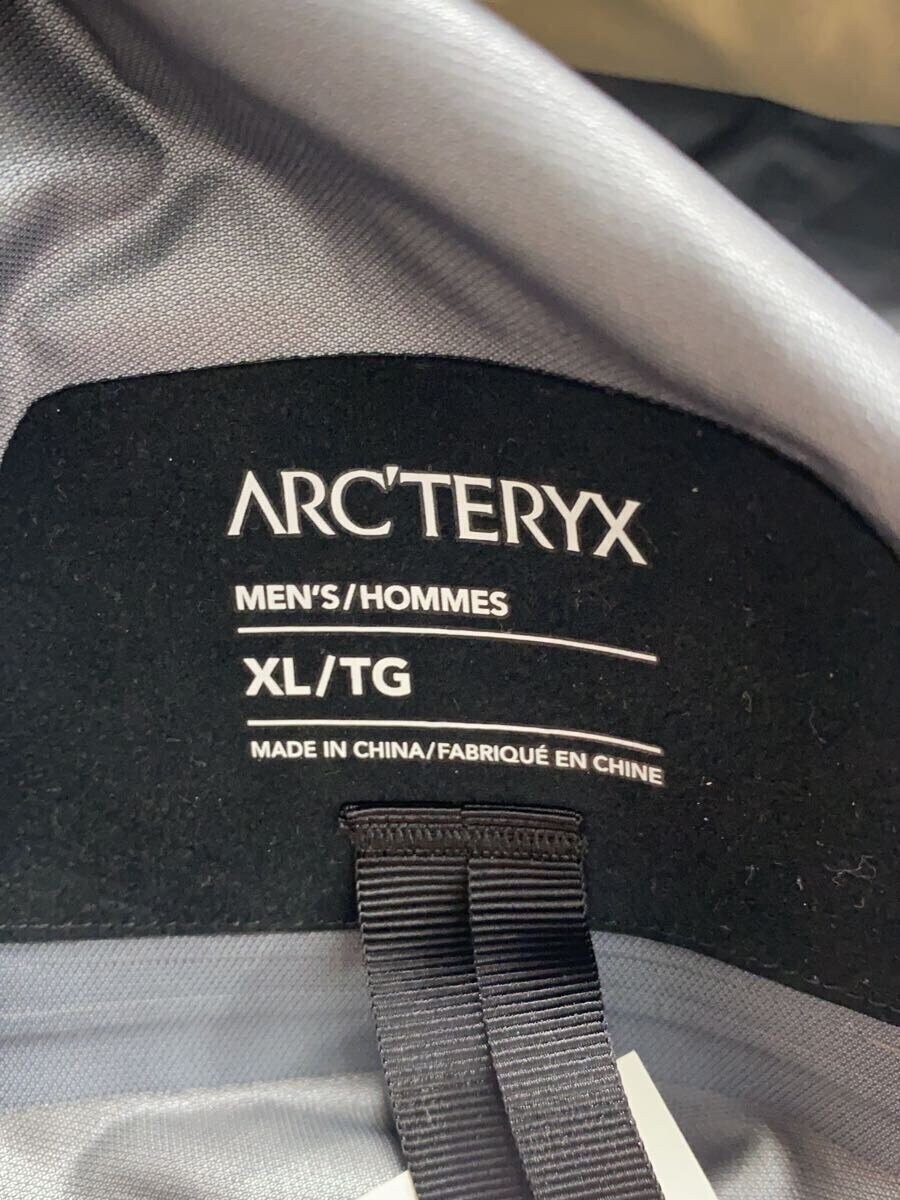 ARC'TERYX
MEN'S/HOMMES
XL/TG
MADE IN CHINA/FABRIQUÉ EN CHINE